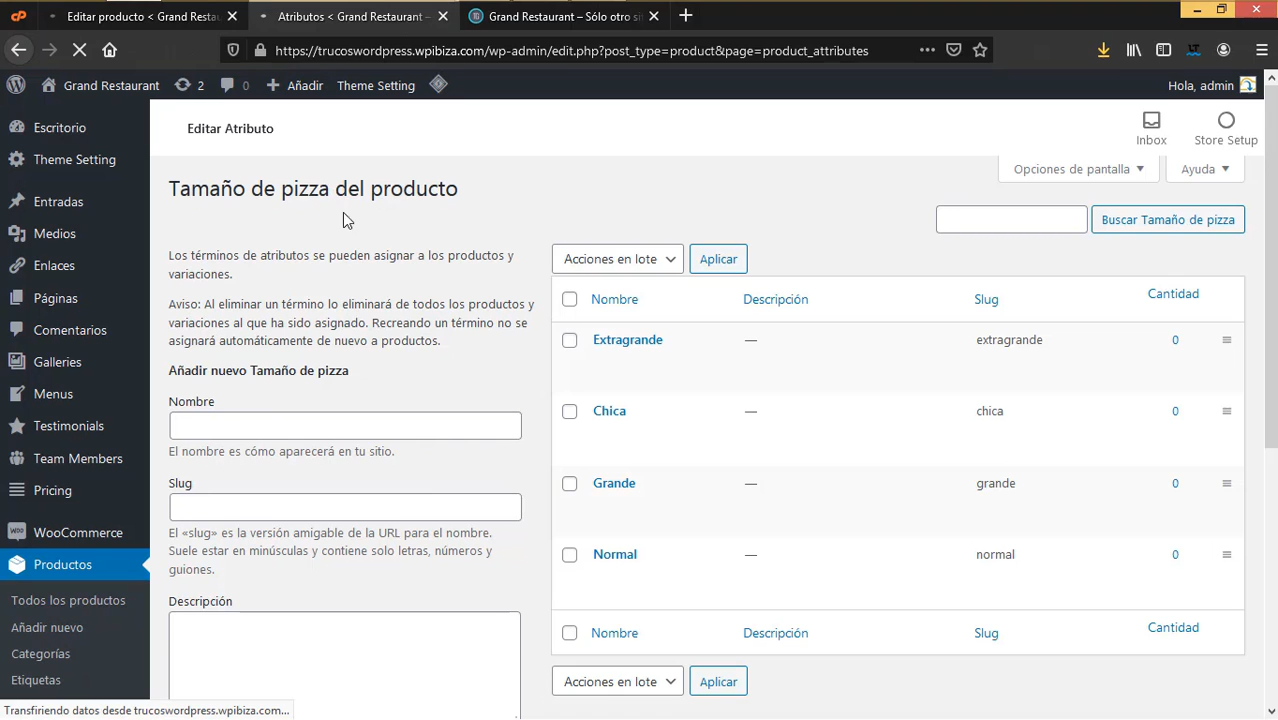 Editar producto < Grand Restau
Atributos < Grand Restaurant –
Grand Restaurant – Sólo otro si
https://trucoswordpress.wpibiza.com/wp-admin/edit.php?post_type=product&page=product_attributes
Grand Restaurant
2
0
Añadir
Theme Setting
Hola, admin
Escritorio
Theme Setting
Entradas
Medios
Enlaces
Páginas
Comentarios
Galleries
Menus
Testimonials
Team Members
Pricing
WooCommerce
Productos
Todos los productos
Añadir nuevo
Categorías
Etiquetas
Editar Atributo
Inbox
Store Setup
Opciones de pantalla
Ayuda
Tamaño de pizza del producto
Buscar Tamaño de pizza
Los términos de atributos se pueden asignar a los productos y
variaciones.
Aviso: Al eliminar un término lo eliminará de todos los productos y
variaciones al que ha sido asignado. Recreando un término no se
asignará automáticamente de nuevo a productos.
Añadir nuevo Tamaño de pizza
Nombre
El nombre es cómo aparecerá en tu sitio.
Slug
El «slug» es la versión amigable de la URL para el nombre.
Suele estar en minúsculas y contiene solo letras, números y
guiones.
Descripción
Acciones en lote
Aplicar
Nombre Descripción Slug Cantidad
Extragrande — extragrande 0
Chica — chica 0
Grande — grande 0
Normal — normal 0
Nombre Descripción Slug Cantidad
Acciones en lote
Aplicar
Transfiriendo datos desde trucoswordpress.wpibiza.com...